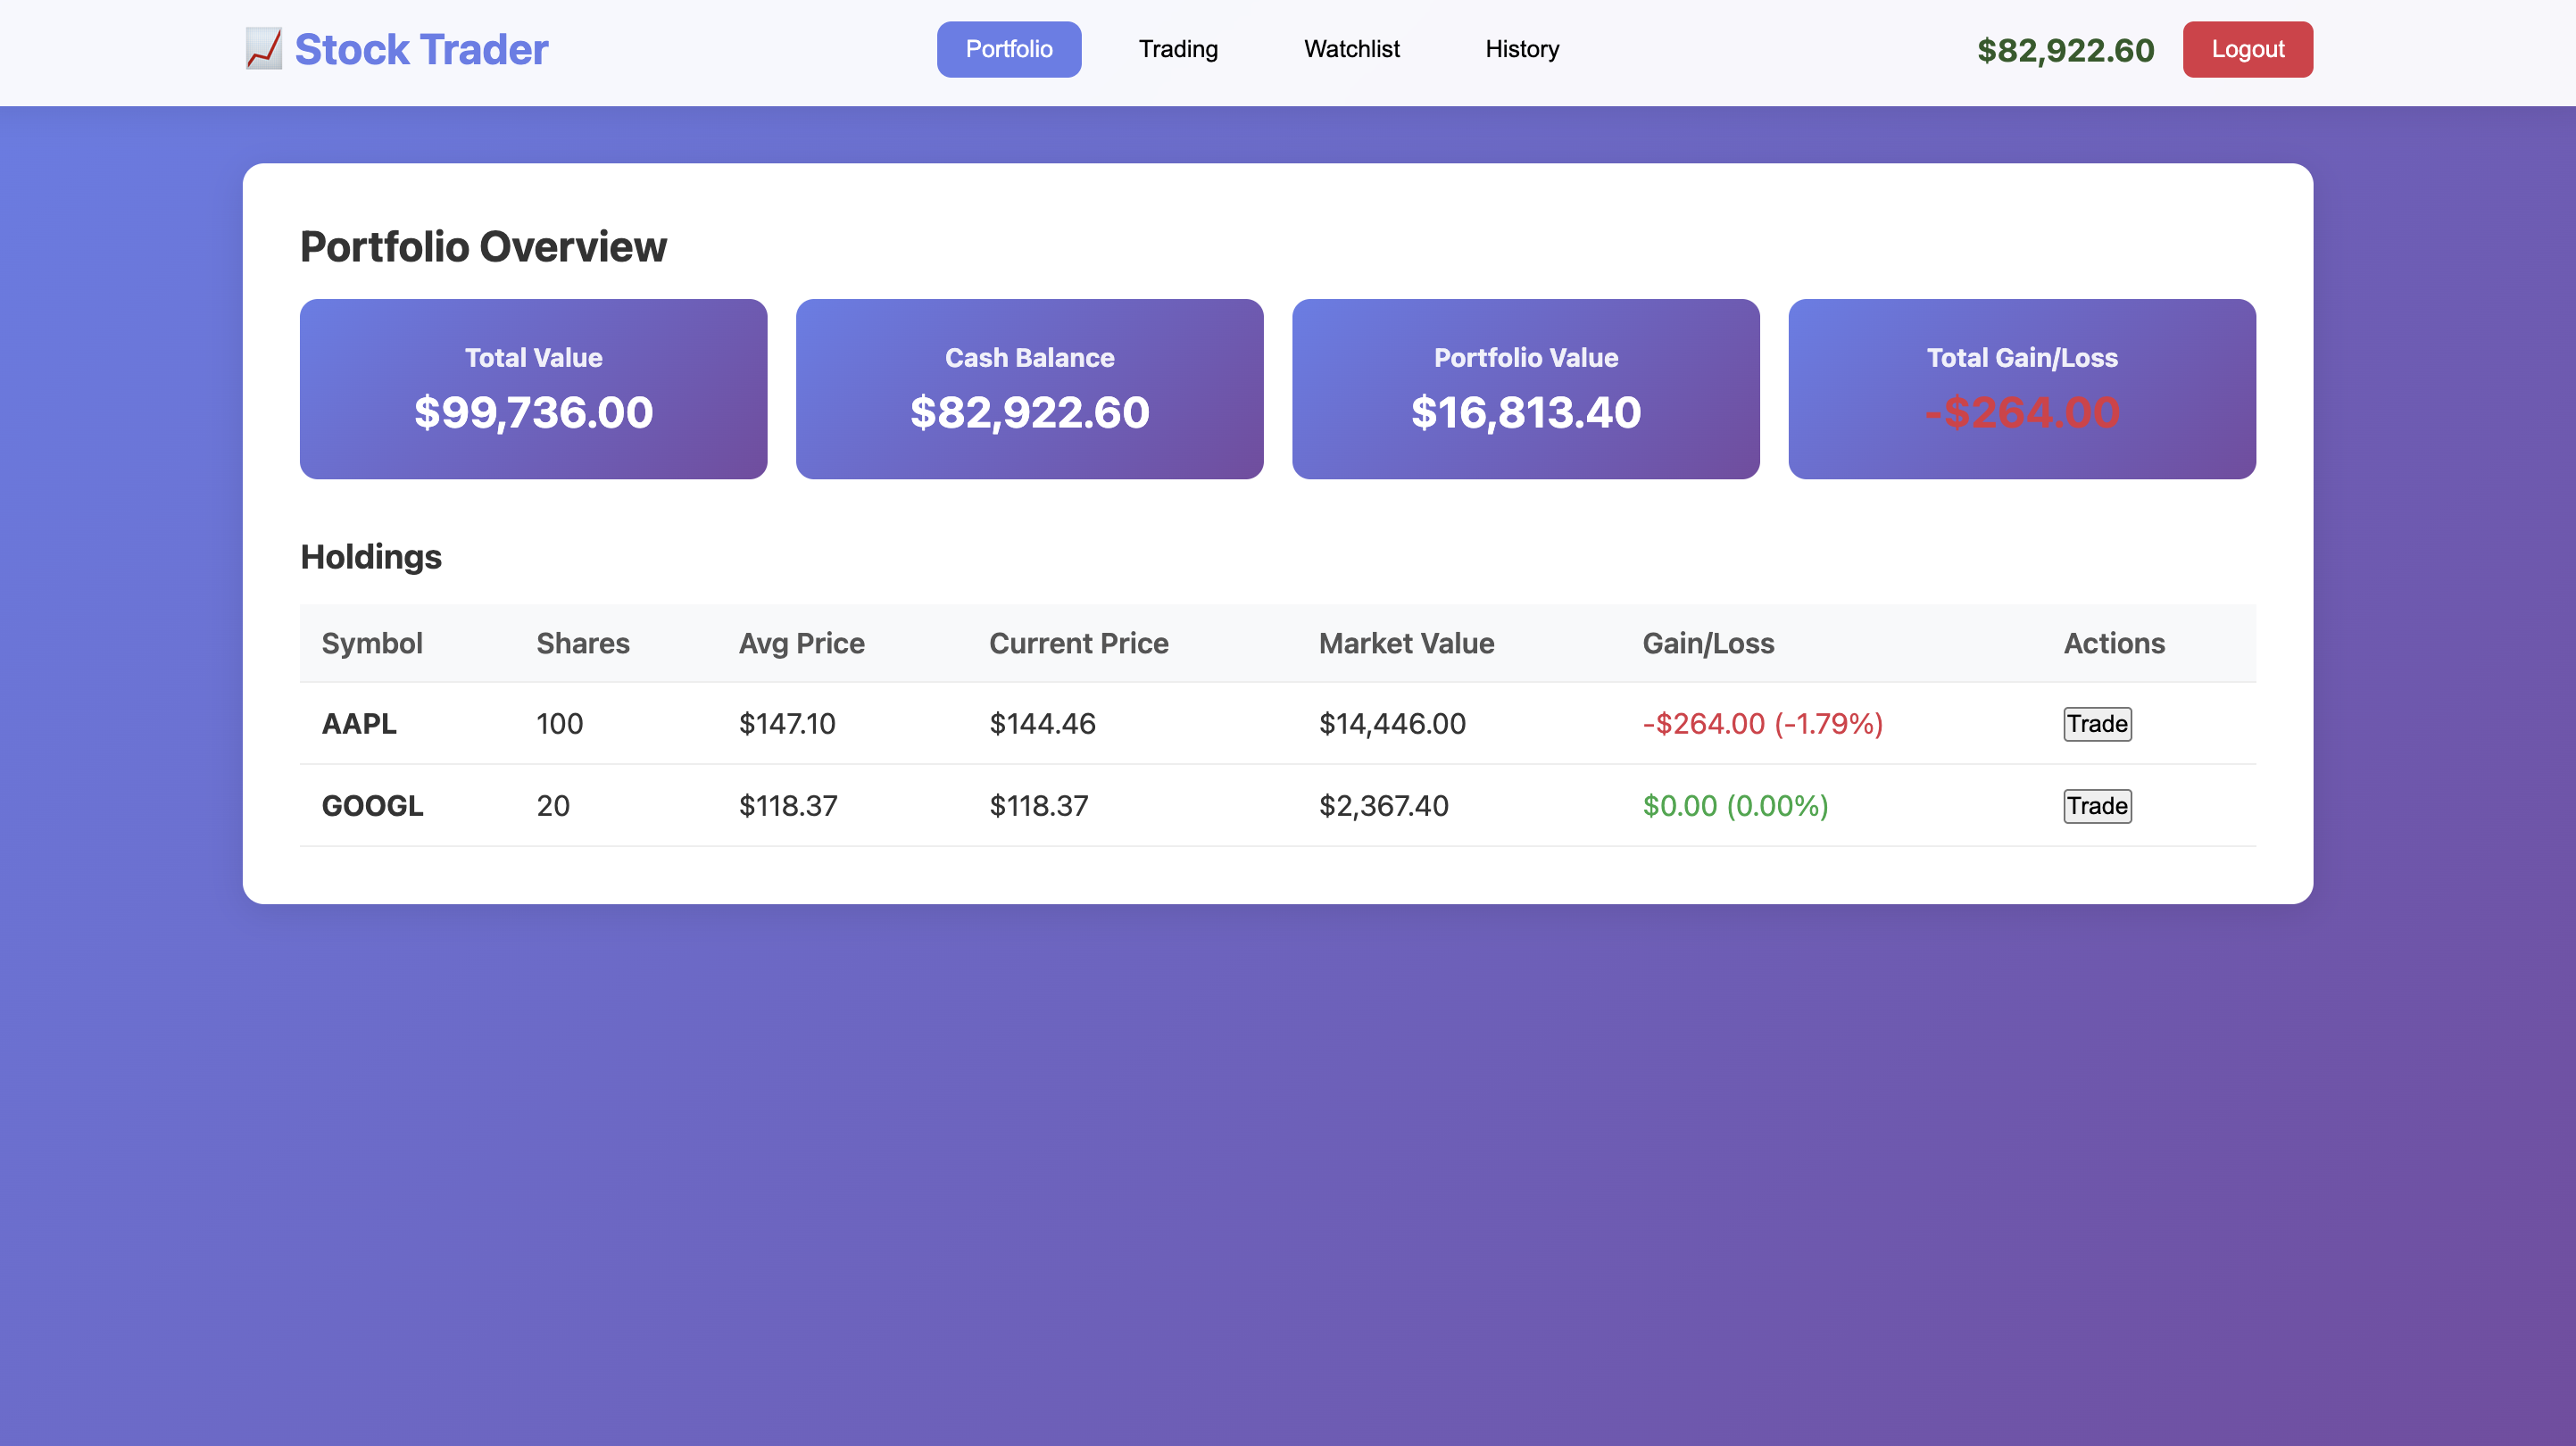 Stock Trader
Portfolio Trading Watchlist History
$82,922.60 Logout
Portfolio Overview
Total Value
$99,736.00
Cash Balance
$82,922.60
Portfolio Value
$16,813.40
Total Gain/Loss
-$264.00
Holdings
Symbol Shares Avg Price Current Price Market Value Gain/Loss Actions
AAPL 100 $147.10 $144.46 $14,446.00 -$264.00 (-1.79%) Trade
GOOGL 20 $118.37 $118.37 $2,367.40 $0.00 (0.00%) Trade